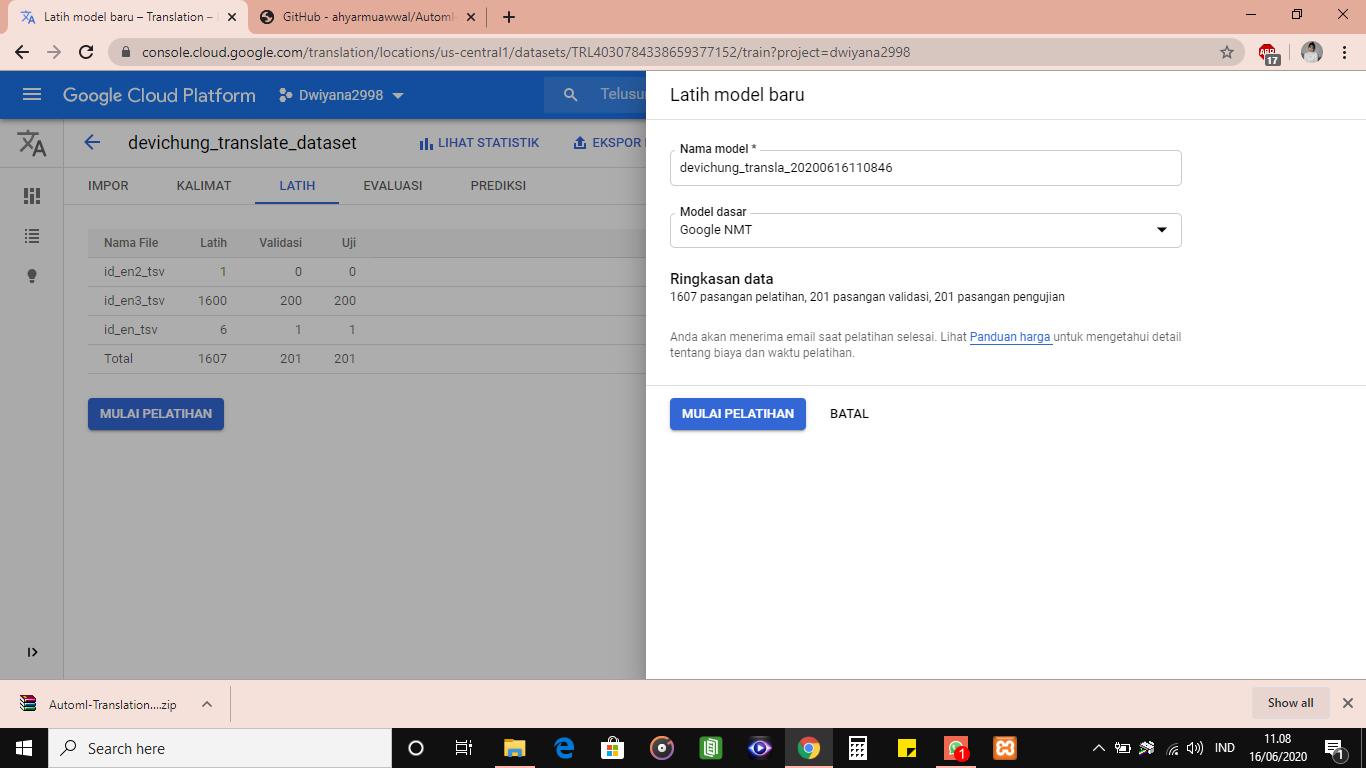 Latih model baru – Translation –
GitHub - ahyarmuawwal/Automl-
console.cloud.google.com/translation/locations/us-central1/datasets/TRL4030784338659377152/train?project=dwiyana2998
17
Google Cloud Platform
Dwiyana2998
Telusu
devichung_translate_dataset
LIHAT STATISTIK
EKSPOR
IMPOR KALIMAT LATIH EVALUASI PREDIKSI
Nama File Latih Validasi Uji
id_en2_tsv 1 0 0
id_en3_tsv 1600 200 200
id_en_tsv 6 1 1
Total 1607 201 201
MULAI PELATIHAN
Latih model baru
Nama model *
devichung_transla_20200616110846
Model dasar
Google NMT
Ringkasan data
1607 pasangan pelatihan, 201 pasangan validasi, 201 pasangan pengujian
Anda akan menerima email saat pelatihan selesai. Lihat Panduan harga untuk mengetahui detail
tentang biaya dan waktu pelatihan.
MULAI PELATIHAN BATAL
Automl-Translation....zip
Show all
Search here
1
IND
11.08
16/06/2020
1